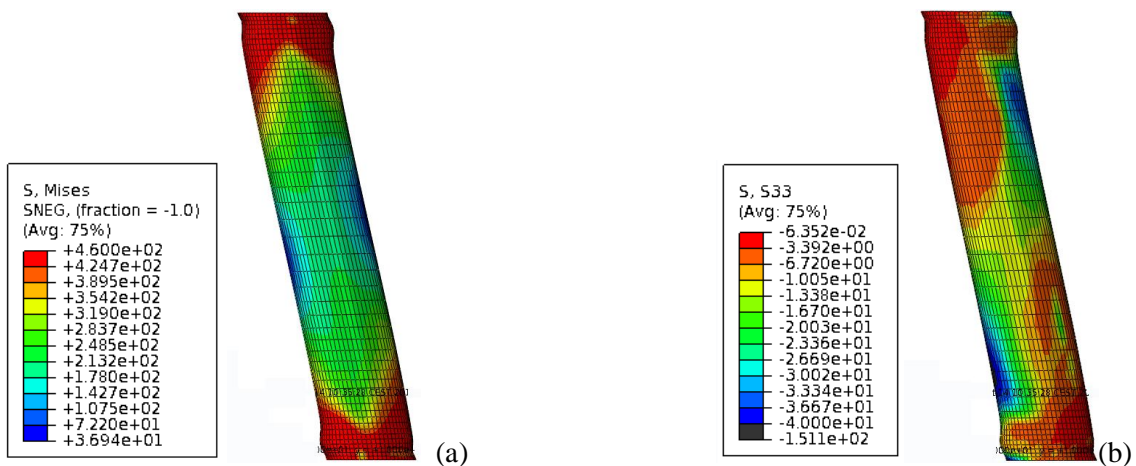 S, Mises
SNEG, (fraction = -1.0)
(Avg: 75%)
+4.600e+02
+4.247e+02
+3.895e+02
+3.542e+02
+3.190e+02
+2.837e+02
+2.485e+02
+2.132e+02
+1.780e+02
+1.427e+02
+1.075e+02
+7.220e+01
+3.694e+01
(a)
S, S33
(Avg: 75%)
-6.352e-02
-3.392e+00
-6.720e+00
-1.005e+01
-1.338e+01
-1.670e+01
-2.003e+01
-2.336e+01
-2.669e+01
-3.002e+01
-3.334e+01
-3.667e+01
-4.000e+01
-1.511e+02
(b)